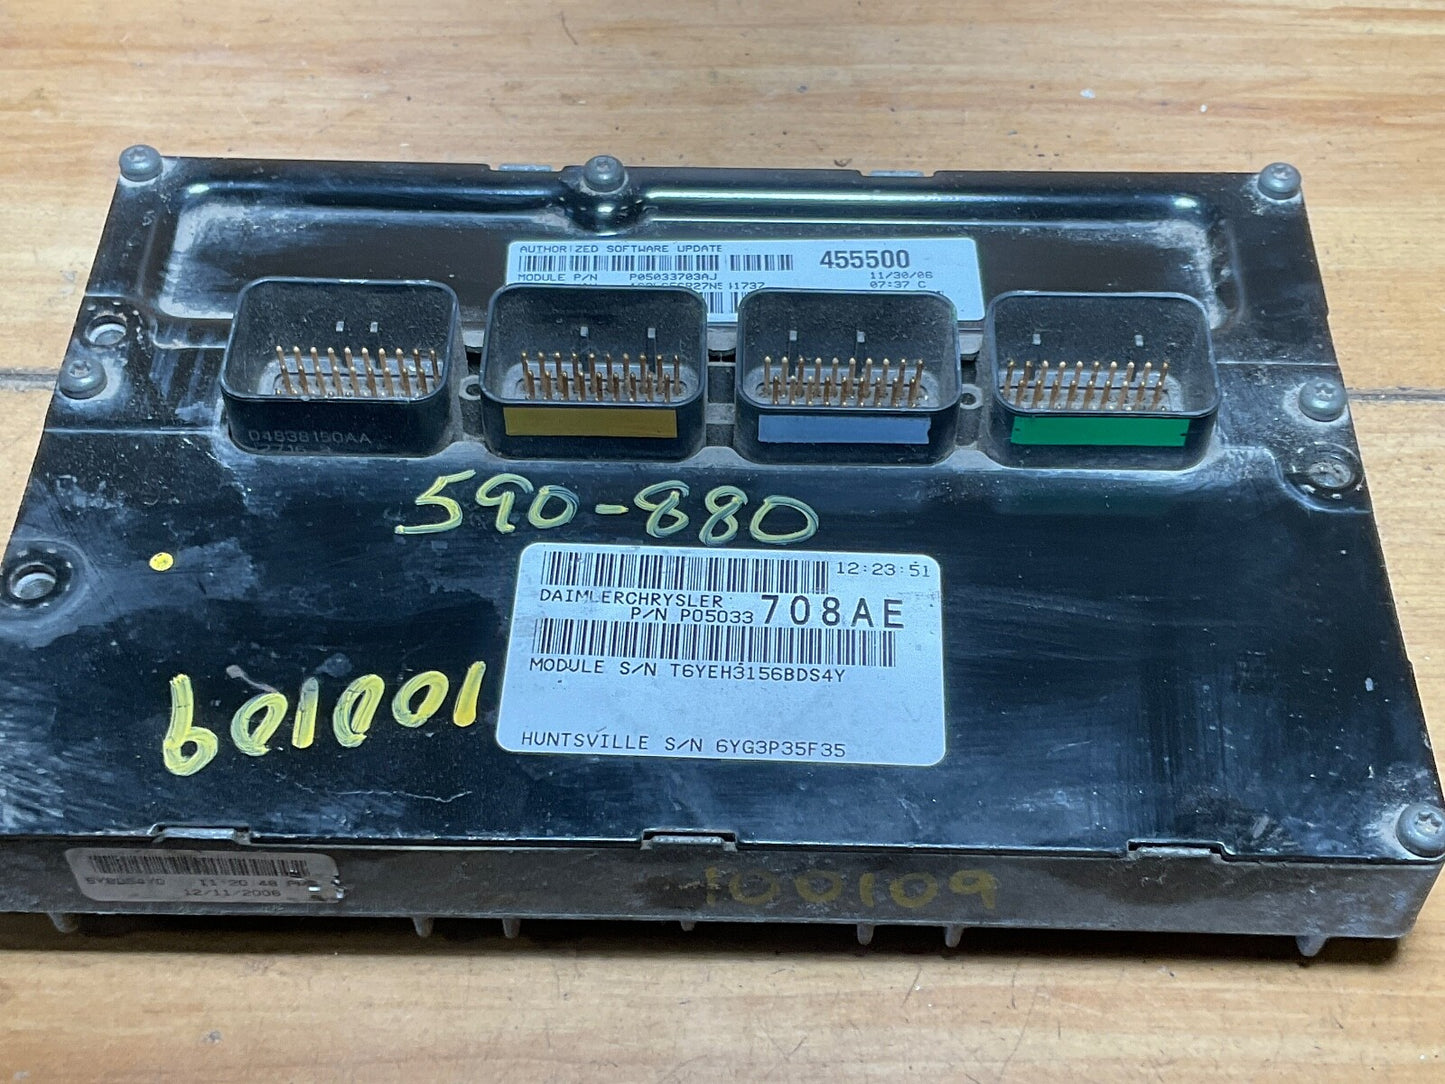 AUTHORIZED SOFTWARE UPDATE
455500
MODULE P/N P05033703AJ
11/30/06
07:37 C
04838150AA
590-880
12:23:51
DAIMLERCHRYSLER
P/N P05033 708AE
MODULE S/N T6YEH3156BDS4Y
HUNTSVILLE S/N 6YG3P35F35
100109
12/11/2006
100109